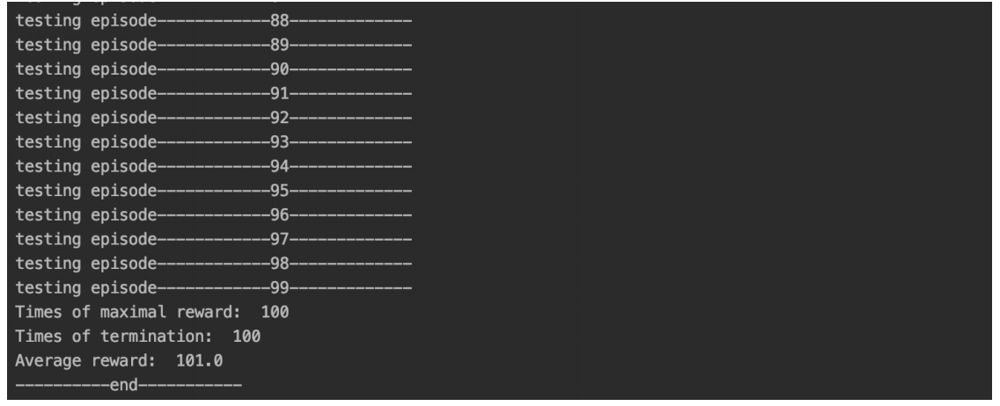 testing episode------------88-------------
testing episode------------89-------------
testing episode------------90-------------
testing episode------------91-------------
testing episode------------92-------------
testing episode------------93-------------
testing episode------------94-------------
testing episode------------95-------------
testing episode------------96-------------
testing episode------------97-------------
testing episode------------98-------------
testing episode------------99-------------
Times of maximal reward:  100
Times of termination:  100
Average reward:  101.0
----------end-----------